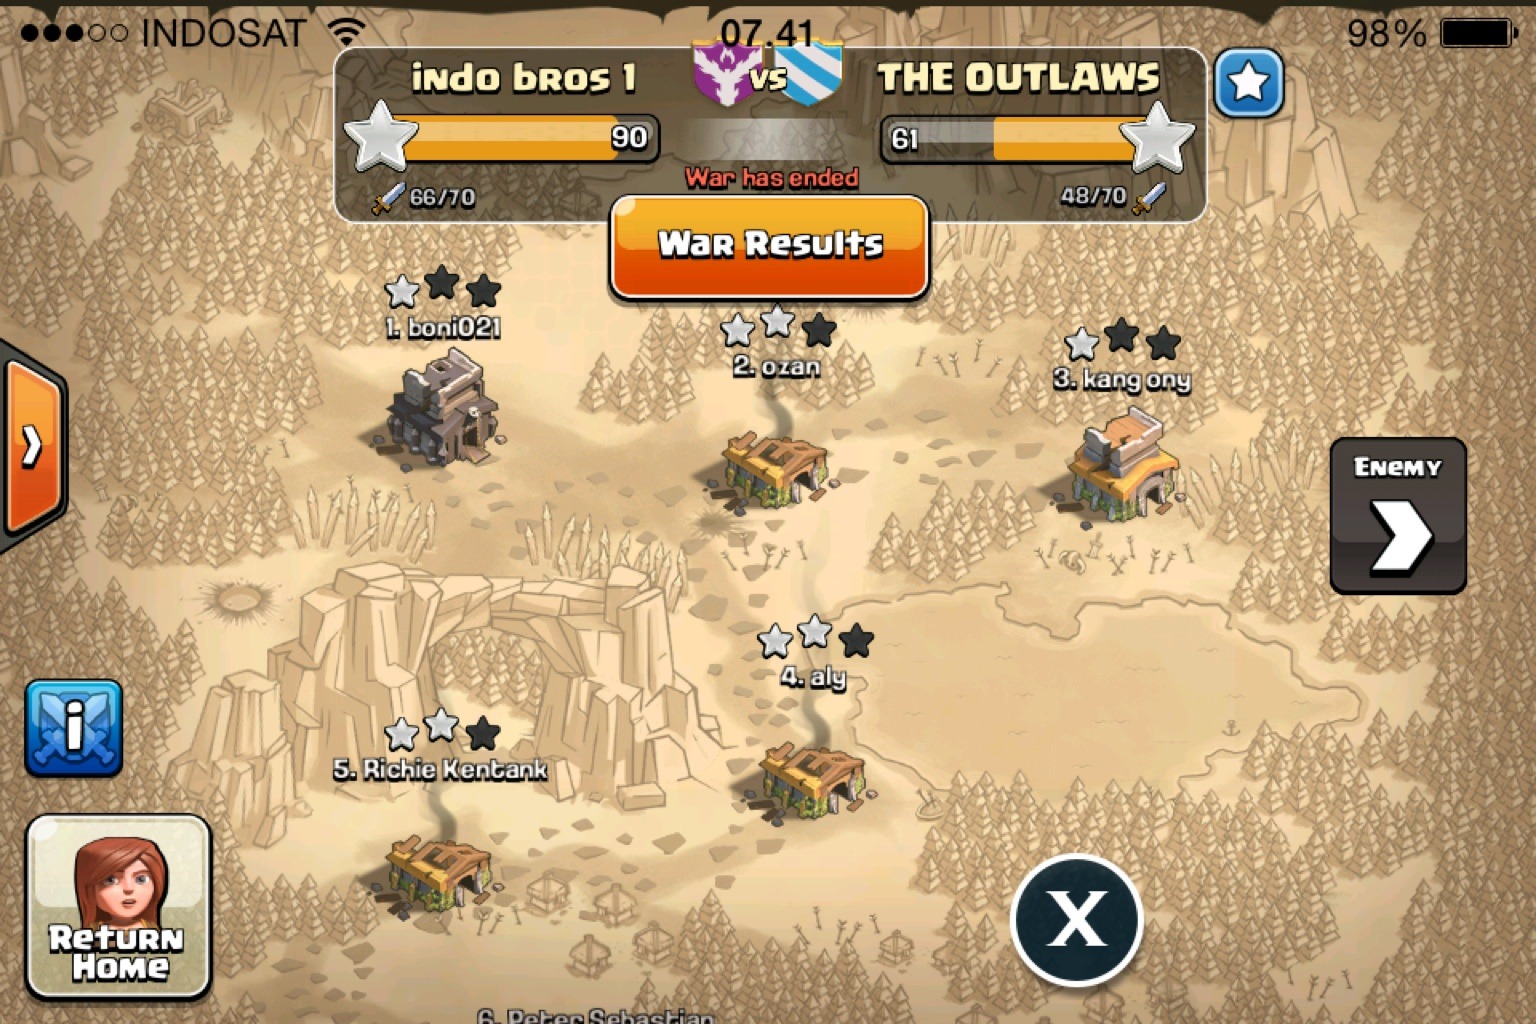 INDOSAT
07.41
98%
indo bros 1
vs
THE OUTLAWS
90
61
War has ended
66/70
48/70
War Results
1. boni021
2. ozan
3. kang ony
Enemy
4. aly
5. Richie Kentank
i
Return
Home
X
6. Peter Sebastian